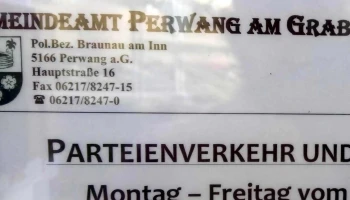 MEINDEAMT PERWANG AM GRAB
Pol.Bez. Braunau am Inn
5166 Perwang a.G.
Hauptstraße 16
Fax 06217/8247-15
☎ 06217/8247-0
PARTEIENVERKEHR UND
Montag – Freitag vom